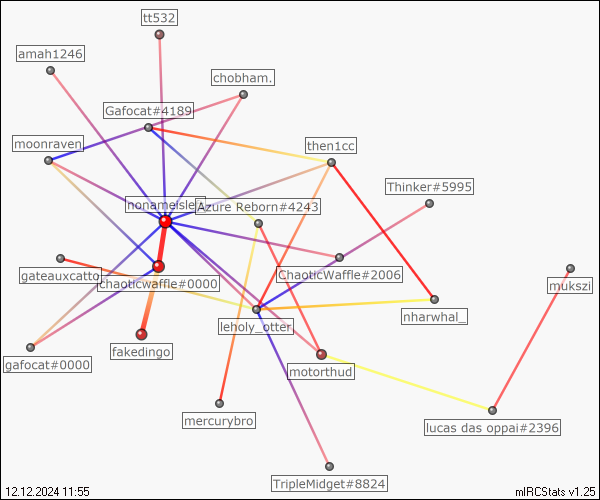 tt532
amah1246
chobham.
Gafocat#4189
moonraven
then1cc
Thinker#5995
nonameisle
Azure Reborn#4243
gateauxcatto
chaoticwaffle#0000
ChaoticWaffle#2006
mukszi
leholy_otter
nharwhal_
fakedingo
gafocat#0000
motorthud
mercurybro
lucas das oppai#2396
TripleMidget#8824
12.12.2024 11:55
mIRCStats v1.25